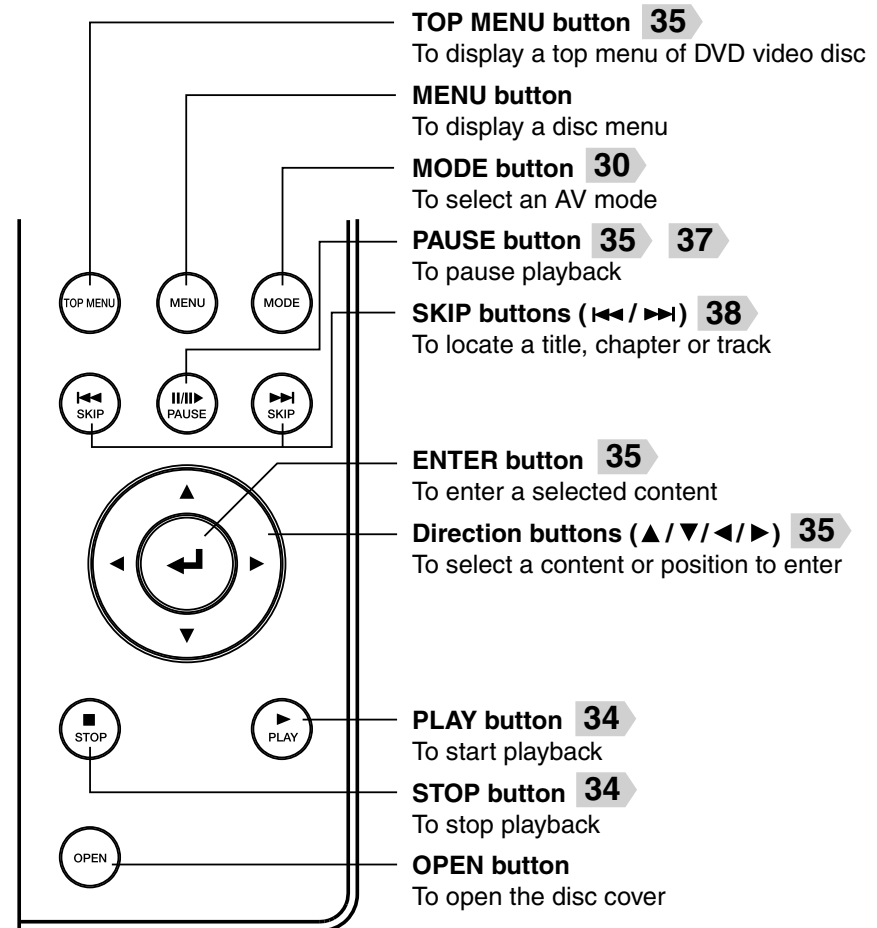 TOP MENU button 35
To display a top menu of DVD video disc
MENU button
To display a disc menu
MODE button 30
To select an AV mode
PAUSE button 35 37
To pause playback
SKIP buttons (⏮ / ⏭) 38
To locate a title, chapter or track
ENTER button 35
To enter a selected content
Direction buttons (▲ / ▼ / ◀ / ▶) 35
To select a content or position to enter
PLAY button 34
To start playback
STOP button 34
To stop playback
OPEN button
To open the disc cover
TOP MENU
MENU
MODE
SKIP
PAUSE
SKIP
STOP
PLAY
OPEN